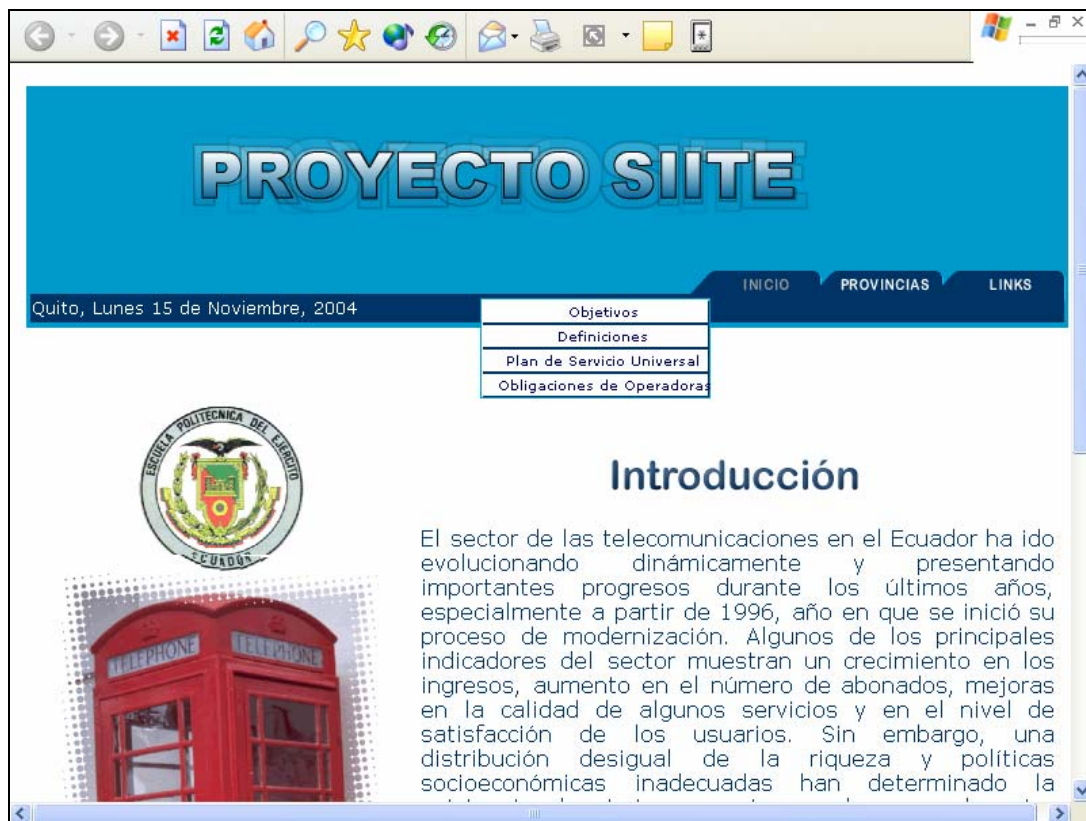 PROYECTO SIITE
INICIO
PROVINCIAS
LINKS
Quito, Lunes 15 de Noviembre, 2004
Objetivos
Definiciones
Plan de Servicio Universal
Obligaciones de Operadoras
ESCUELA POLITECNICA DEL EJERCITO
ECUADOR
TELEPHONE
TELEPHONE
Introducción
El sector de las telecomunicaciones en el Ecuador ha ido
evolucionando dinámicamente y presentando
importantes progresos durante los últimos años,
especialmente a partir de 1996, año en que se inició su
proceso de modernización. Algunos de los principales
indicadores del sector muestran un crecimiento en los
ingresos, aumento en el número de abonados, mejoras
en la calidad de algunos servicios y en el nivel de
satisfacción de los usuarios. Sin embargo, una
distribución desigual de la riqueza y políticas
socioeconómicas inadecuadas han determinado la